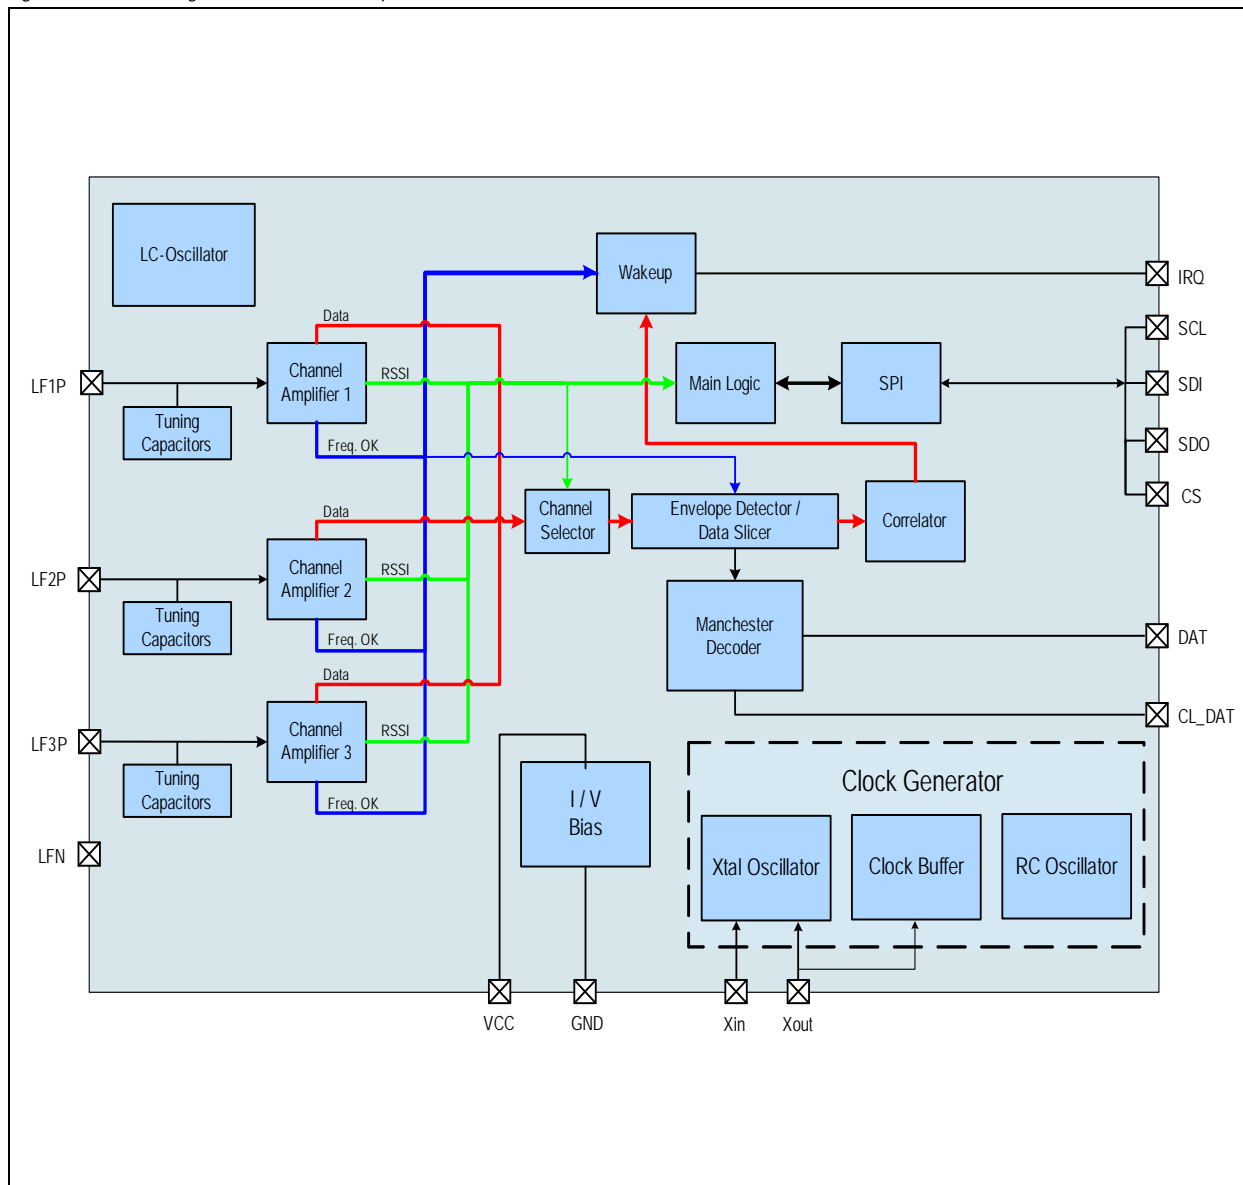 LC-Oscillator
Wakeup
IRQ
Data
SCL
LF1P
Channel
Amplifier 1
RSSI
Main Logic
SPI
SDI
Tuning
Capacitors
Freq. OK
SDO
Data
Channel
Selector
Envelope Detector /
Data Slicer
Correlator
CS
LF2P
Channel
Amplifier 2
RSSI
Tuning
Capacitors
Freq. OK
Manchester
Decoder
DAT
Data
LF3P
Channel
Amplifier 3
RSSI
CL_DAT
Tuning
Capacitors
Freq. OK
I / V
Bias
Clock Generator
LFN
Xtal Oscillator
Clock Buffer
RC Oscillator
VCC
GND
Xin
Xout